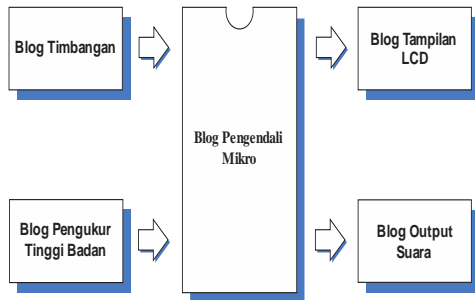 Blog Timbangan
Blog Tampilan
LCD
Blog Pengendali
Mikro
Blog Pengukur
Tinggi Badan
Blog Output
Suara